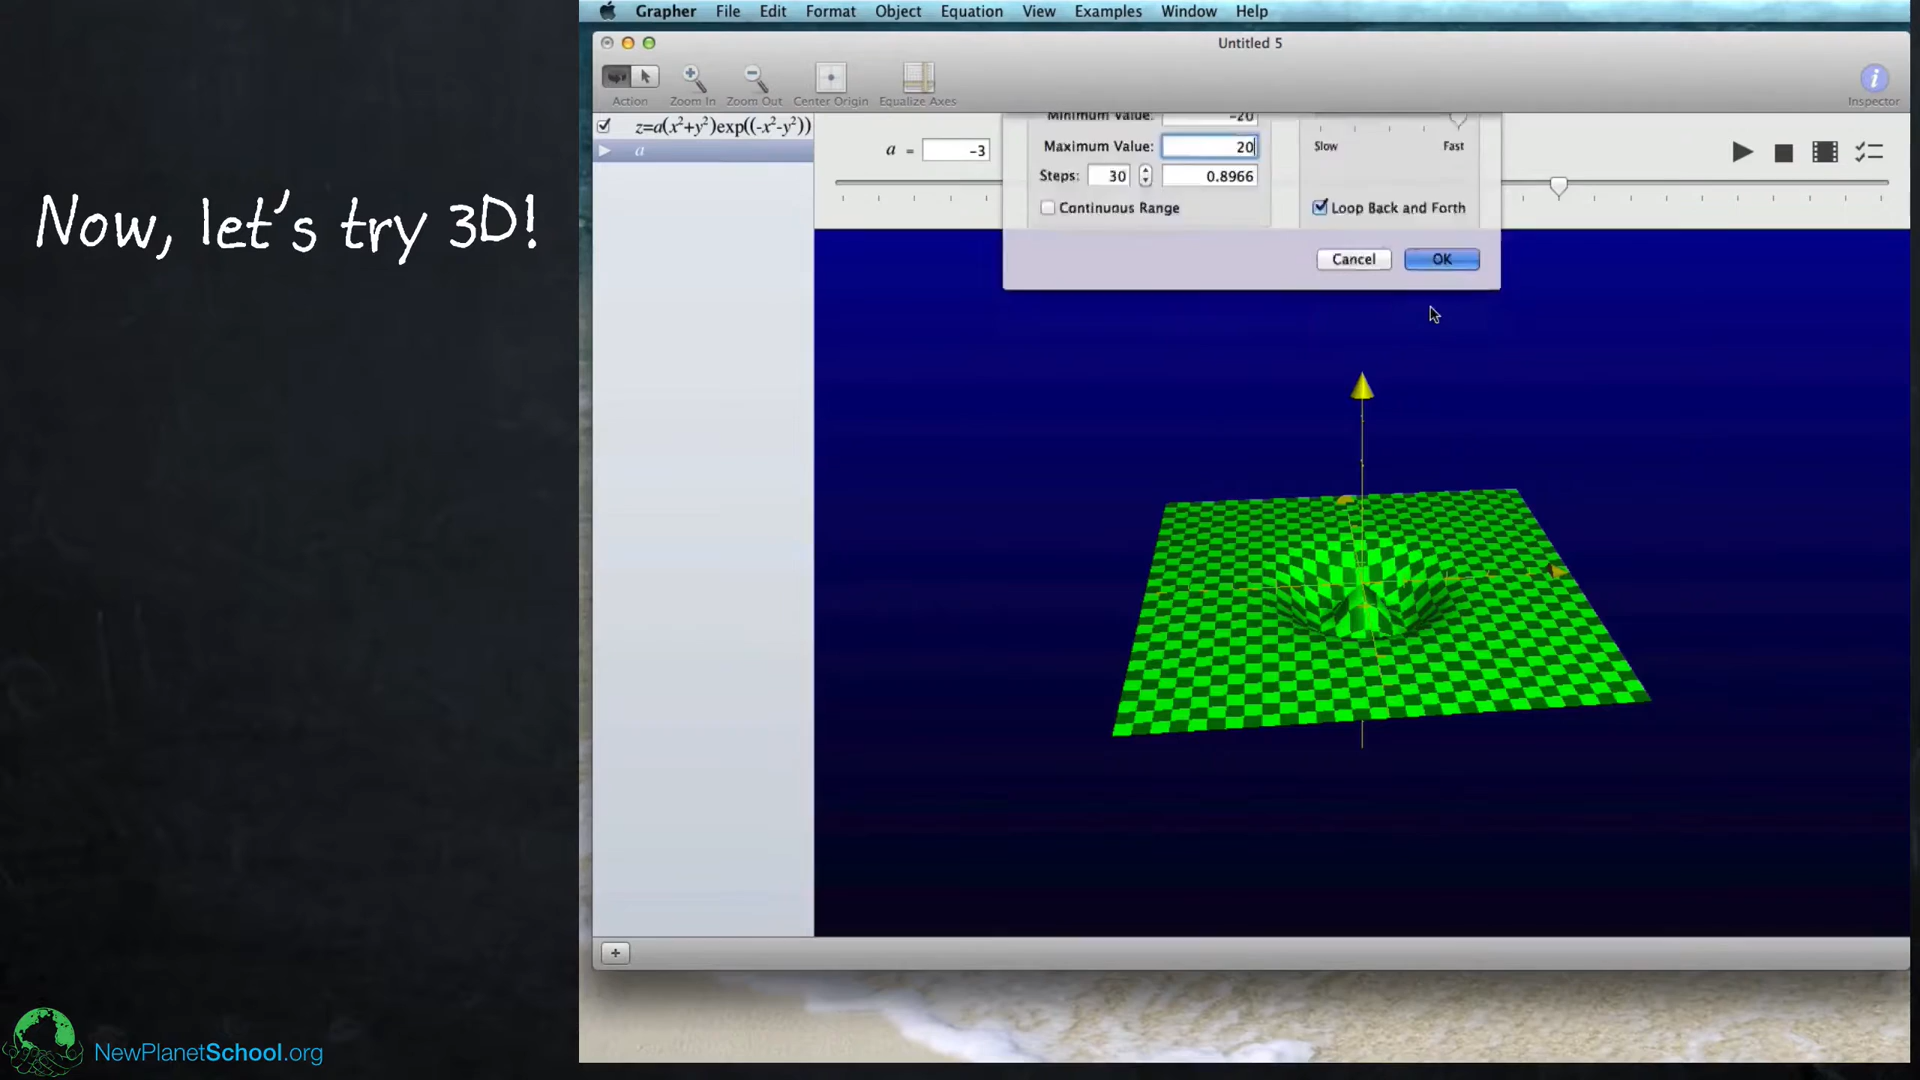 Now, let's try 3D!
Grapher File Edit Format Object Equation View Examples Window Help
Untitled 5
Action Zoom In Zoom Out Center Origin Equalize Axes Inspector
z=a(x²+y²)exp((-x²-y²))
a
a = -3
Minimum Value: -20
Maximum Value: 20
Steps: 30 0.8966
Continuous Range
Slow Fast
Loop Back and Forth
Cancel OK
NewPlanetSchool.org